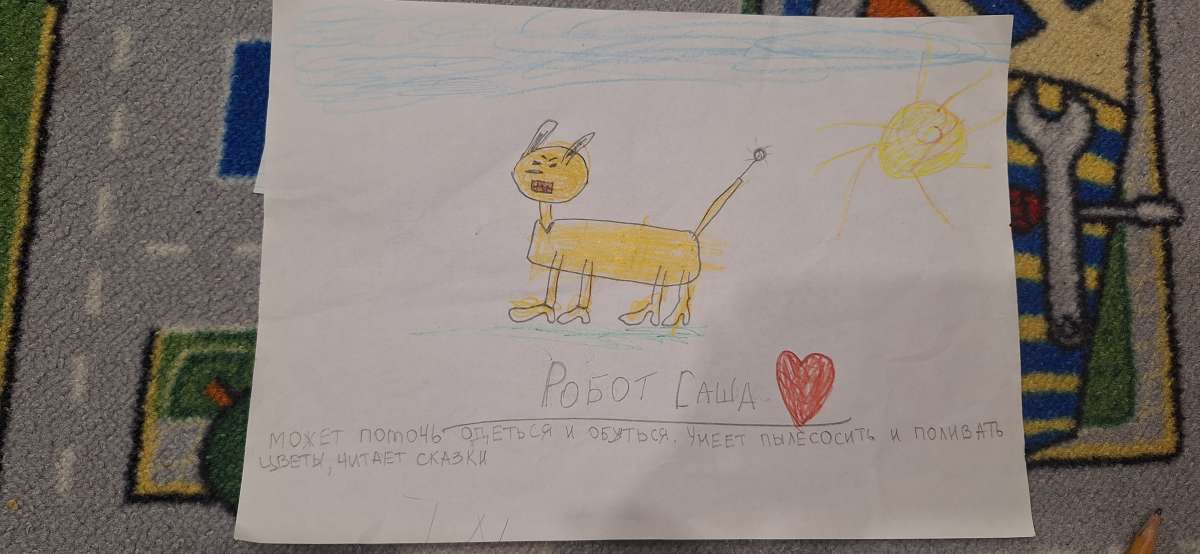 РОБОТ САША
МОЖЕТ ПОМОЧЬ ОДЕТЬСЯ И ОБУТЬСЯ. УМЕЕТ ПЫЛЕСОСИТЬ И ПОЛИВАТЬ
ЦВЕТЫ, ЧИТАЕТ СКАЗКИ